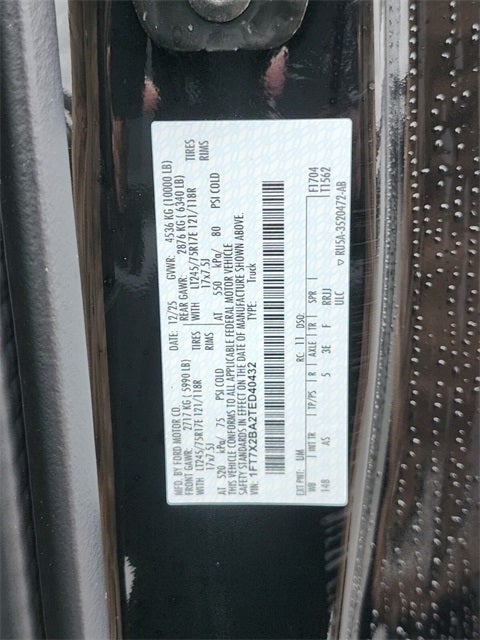 MFD. BY FORD MOTOR CO.
12/25 GVWR: 4536 KG (10000 LB)
FRONT GAWR: 2717 KG ( 5990 LB) REAR GAWR: 2876 KG ( 6340 LB)
WITH LT245/75R17E 121/118R TIRES WITH LT245/75R17E 121/118R TIRES
17x7.5J RIMS 17x7.5J RIMS
AT 520 kPa/ 75 PSI COLD AT 550 kPa/ 80 PSI COLD
THIS VEHICLE CONFORMS TO ALL APPLICABLE FEDERAL MOTOR VEHICLE
SAFETY STANDARDS IN EFFECT ON THE DATE OF MANUFACTURE SHOWN ABOVE.
VIN: 1FT7X2BA2TED40432 TYPE: Truck
EXT PNT: UM RC: 11 DSO: F1704
WB INT TR TP/PS R AXLE TR SPR T1562
148 AS 5 3E F RRJJ
ULC ▽ RU5A-3520472-AB